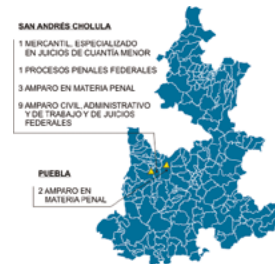 SAN ANDRÉS CHOLULA
1 MERCANTIL, ESPECIALIZADO
EN JUICIOS DE CUANTÍA MENOR
1 PROCESOS PENALES FEDERALES
3 AMPARO EN MATERIA PENAL
9 AMPARO CIVIL, ADMINISTRATIVO
Y DE TRABAJO Y DE JUICIOS
FEDERALES
PUEBLA
2 AMPARO EN
MATERIA PENAL